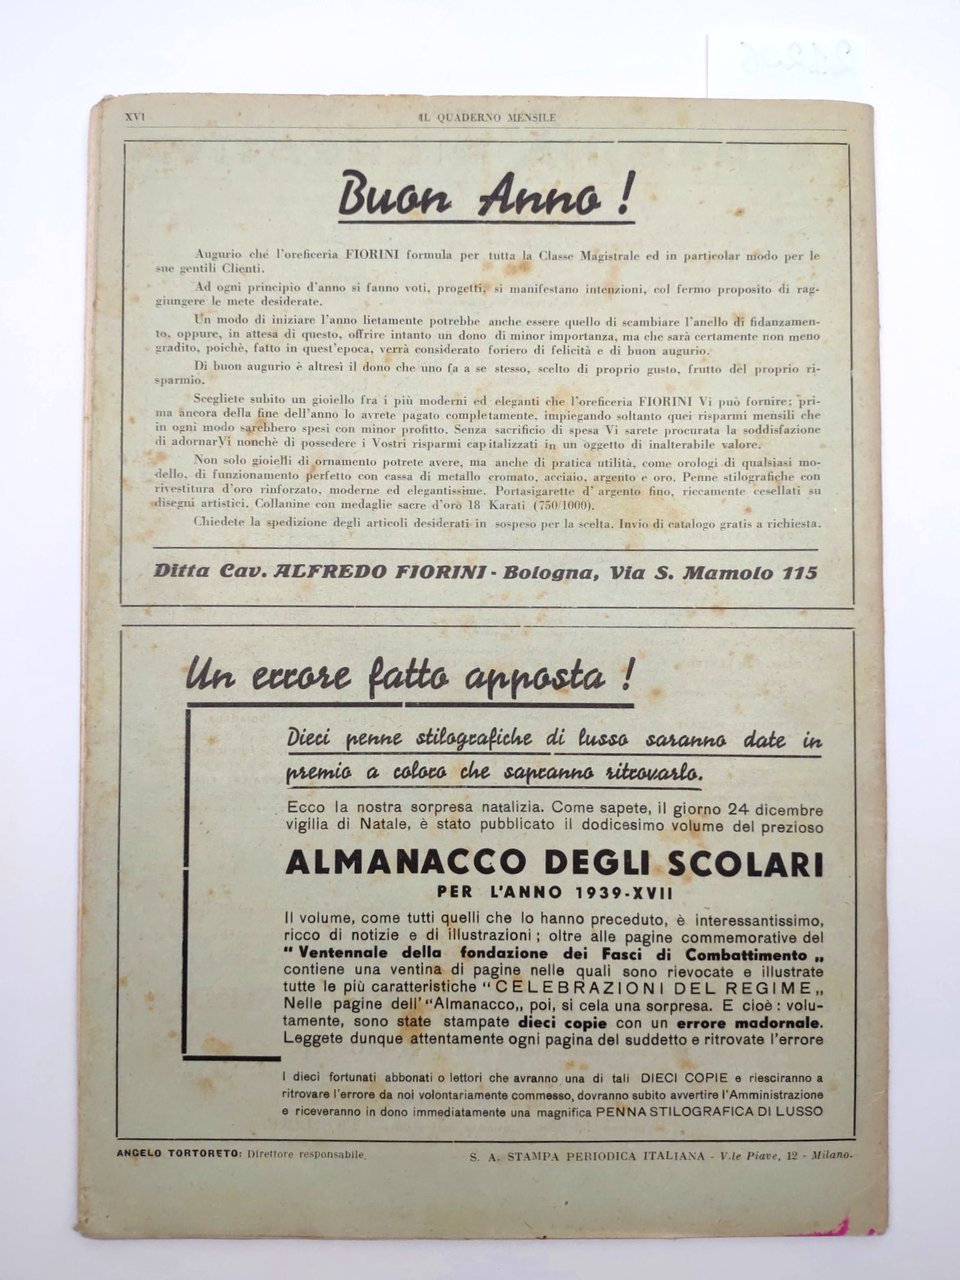 XVI
IL QUADERNO MENSILE
Buon Anno !
Augurio che l'oreficeria FIORINI formula per tutta la Classe Magistrale ed in particolar modo per le
sue gentili Clienti.
Ad ogni principio d'anno si fanno voti, progetti, si manifestano intenzioni, col fermo proposito di rag-
giungere le mete desiderate.
Un modo di iniziare l'anno lietamente potrebbe anche essere quello di scambiare l'anello di fidanzamen-
to, oppure, in attesa di questo, offrire intanto un dono di minor importanza, ma che sarà certamente non meno
gradito, poichè, fatto in quest'epoca, verrà considerato foriero di felicità e di buon augurio.
Di buon augurio è altresì il dono che uno fa a se stesso, scelto di proprio gusto, frutto del proprio ri-
sparmio.
Scegliete subito un gioiello fra i più moderni ed eleganti che l'oreficeria FIORINI Vi può fornire; pri-
ma ancora della fine dell'anno lo avrete pagato completamente, impiegando soltanto quei risparmi mensili che
in ogni modo sarebbero spesi con minor profitto. Senza sacrificio di spesa Vi sarete procurata la soddisfazione
di adornarVi nonchè di possedere i Vostri risparmi capitalizzati in un oggetto di inalterabile valore.
Non solo gioielli di ornamento potrete avere, ma anche di pratica utilità, come orologi di qualsiasi mo-
dello, di funzionamento perfetto con cassa di metallo cromato, acciaio, argento e oro. Penne stilografiche con
rivestitura d'oro rinforzato, moderne ed elegantissime. Portasigarette d'argento fino, riccamente cesellati su
disegni artistici. Collanine con medaglie sacre d'oro 18 Karati (750/1000).
Chiedete la spedizione degli articoli desiderati in sospeso per la scelta. Invio di catalogo gratis a richiesta.
Ditta Cav. ALFREDO FIORINI - Bologna, Via S. Mamolo 115
Un errore fatto apposta !
Dieci penne stilografiche di lusso saranno date in
premio a coloro che sapranno ritrovarlo.
Ecco la nostra sorpresa natalizia. Come sapete, il giorno 24 dicembre
vigilia di Natale, è stato pubblicato il dodicesimo volume del prezioso
ALMANACCO DEGLI SCOLARI
PER L'ANNO 1939-XVII
Il volume, come tutti quelli che lo hanno preceduto, è interessantissimo,
ricco di notizie e di illustrazioni ; oltre alle pagine commemorative del
“ Ventennale della fondazione dei Fasci di Combattimento „
contiene una ventina di pagine nelle quali sono rievocate e illustrate
tutte le più caratteristiche “ CELEBRAZIONI DEL REGIME „
Nelle pagine dell' “Almanacco„ poi, si cela una sorpresa. E cioè : volu-
tamente, sono state stampate dieci copie con un errore madornale.
Leggete dunque attentamente ogni pagina del suddetto e ritrovate l'errore
I dieci fortunati abbonati o lettori che avranno una di tali DIECI COPIE e riesciranno a
ritrovare l'errore da noi volontariamente commesso, dovranno subito avvertire l'Amministrazione
e riceveranno in dono immediatamente una magnifica PENNA STILOGRAFICA DI LUSSO
ANGELO TORTORETO: Direttore responsabile.
S. A. STAMPA PERIODICA ITALIANA - V.le Piave, 12 - Milano.